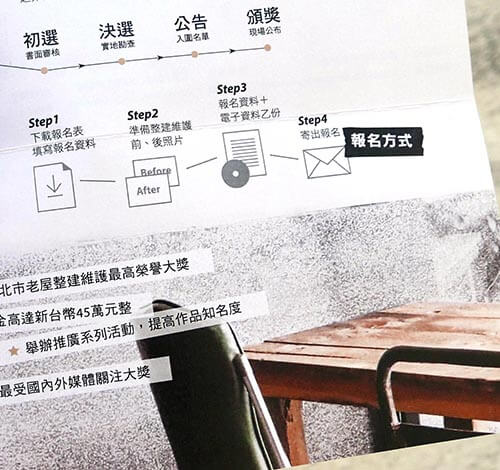 初選
書面審核
決選
實地勘查
公告
入圍名單
頒獎
現場公布
Step1
下載報名表
填寫報名資料
Step2
準備整建維護
前、後照片
Before
After
Step3
報名資料＋
電子資料乙份
Step4
寄出報名
報名方式
北市老屋整建維護最高榮譽大獎
金高達新台幣45萬元整
★ 舉辦推廣系列活動，提高作品知名度
最受國內外媒體關注大獎